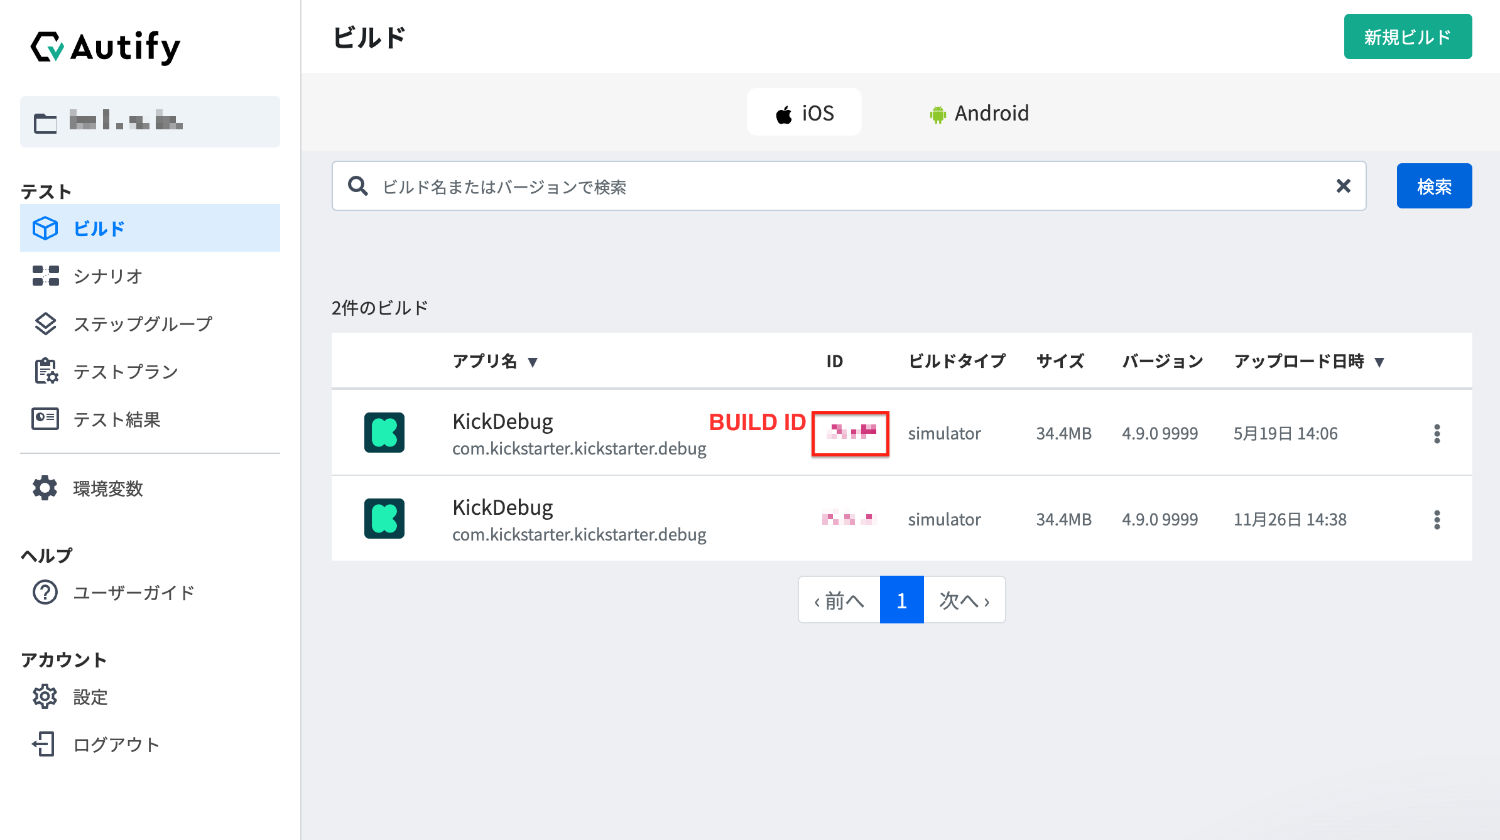 Autify
テスト
ビルド
シナリオ
ステップグループ
テストプラン
テスト結果
環境変数
ヘルプ
ユーザーガイド
アカウント
設定
ログアウト
ビルド
新規ビルド
iOS
Android
ビルド名またはバージョンで検索
検索
2件のビルド
アプリ名 ▼ ID ビルドタイプ サイズ バージョン アップロード日時 ▼
KickDebug
com.kickstarter.kickstarter.debug
BUILD ID
simulator 34.4MB 4.9.0 9999 5月19日 14:06
KickDebug
com.kickstarter.kickstarter.debug
simulator 34.4MB 4.9.0 9999 11月26日 14:38
‹ 前へ 1 次へ ›